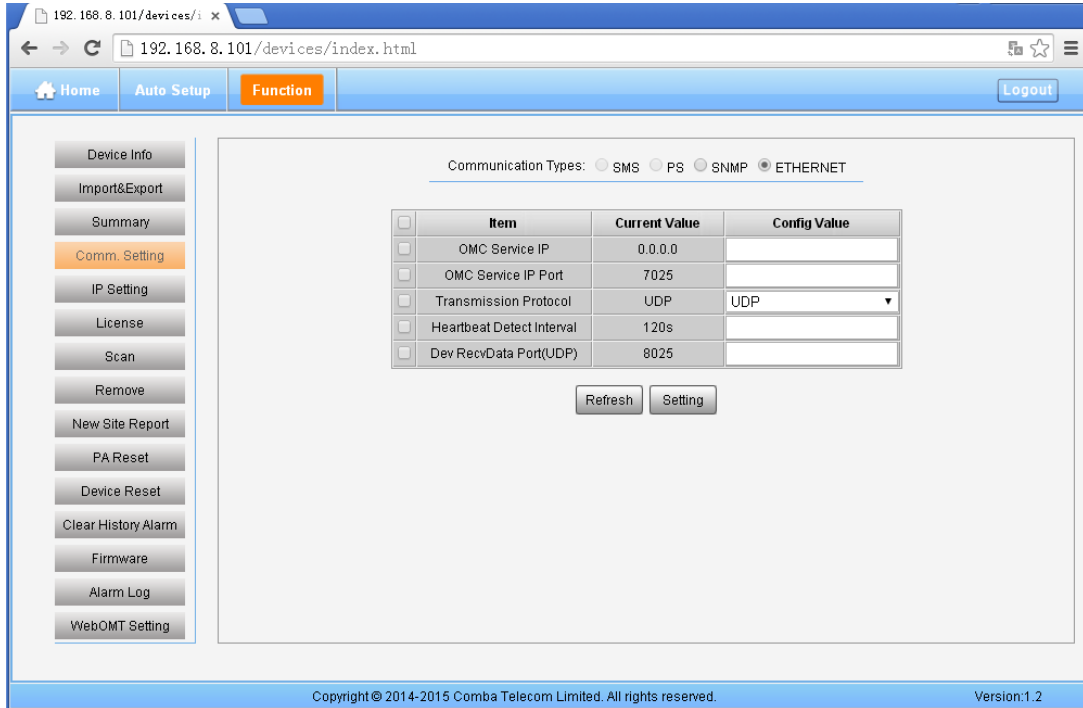 192.168.8.101/devices/i
192.168.8.101/devices/index.html
Home Auto Setup Function Logout
Device Info
Import&Export
Summary
Comm. Setting
IP Setting
License
Scan
Remove
New Site Report
PA Reset
Device Reset
Clear History Alarm
Firmware
Alarm Log
WebOMT Setting
Communication Types: SMS PS SNMP ETHERNET
Item Current Value Config Value
OMC Service IP 0.0.0.0
OMC Service IP Port 7025
Transmission Protocol UDP UDP
Heartbeat Detect Interval 120s
Dev RecvData Port(UDP) 8025
Refresh Setting
Copyright © 2014-2015 Comba Telecom Limited. All rights reserved. Version:1.2